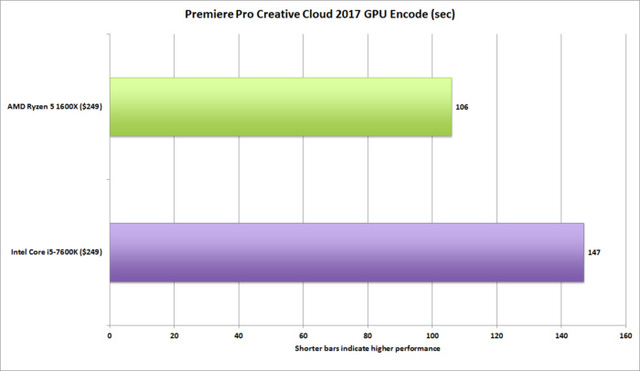 Premiere Pro Creative Cloud 2017 GPU Encode (sec)
AMD Ryzen 5 1600X ($249)
106
Intel Core i5-7600K ($249)
147
0 20 40 60 80 100 120 140 160
Shorter bars indicate higher performance